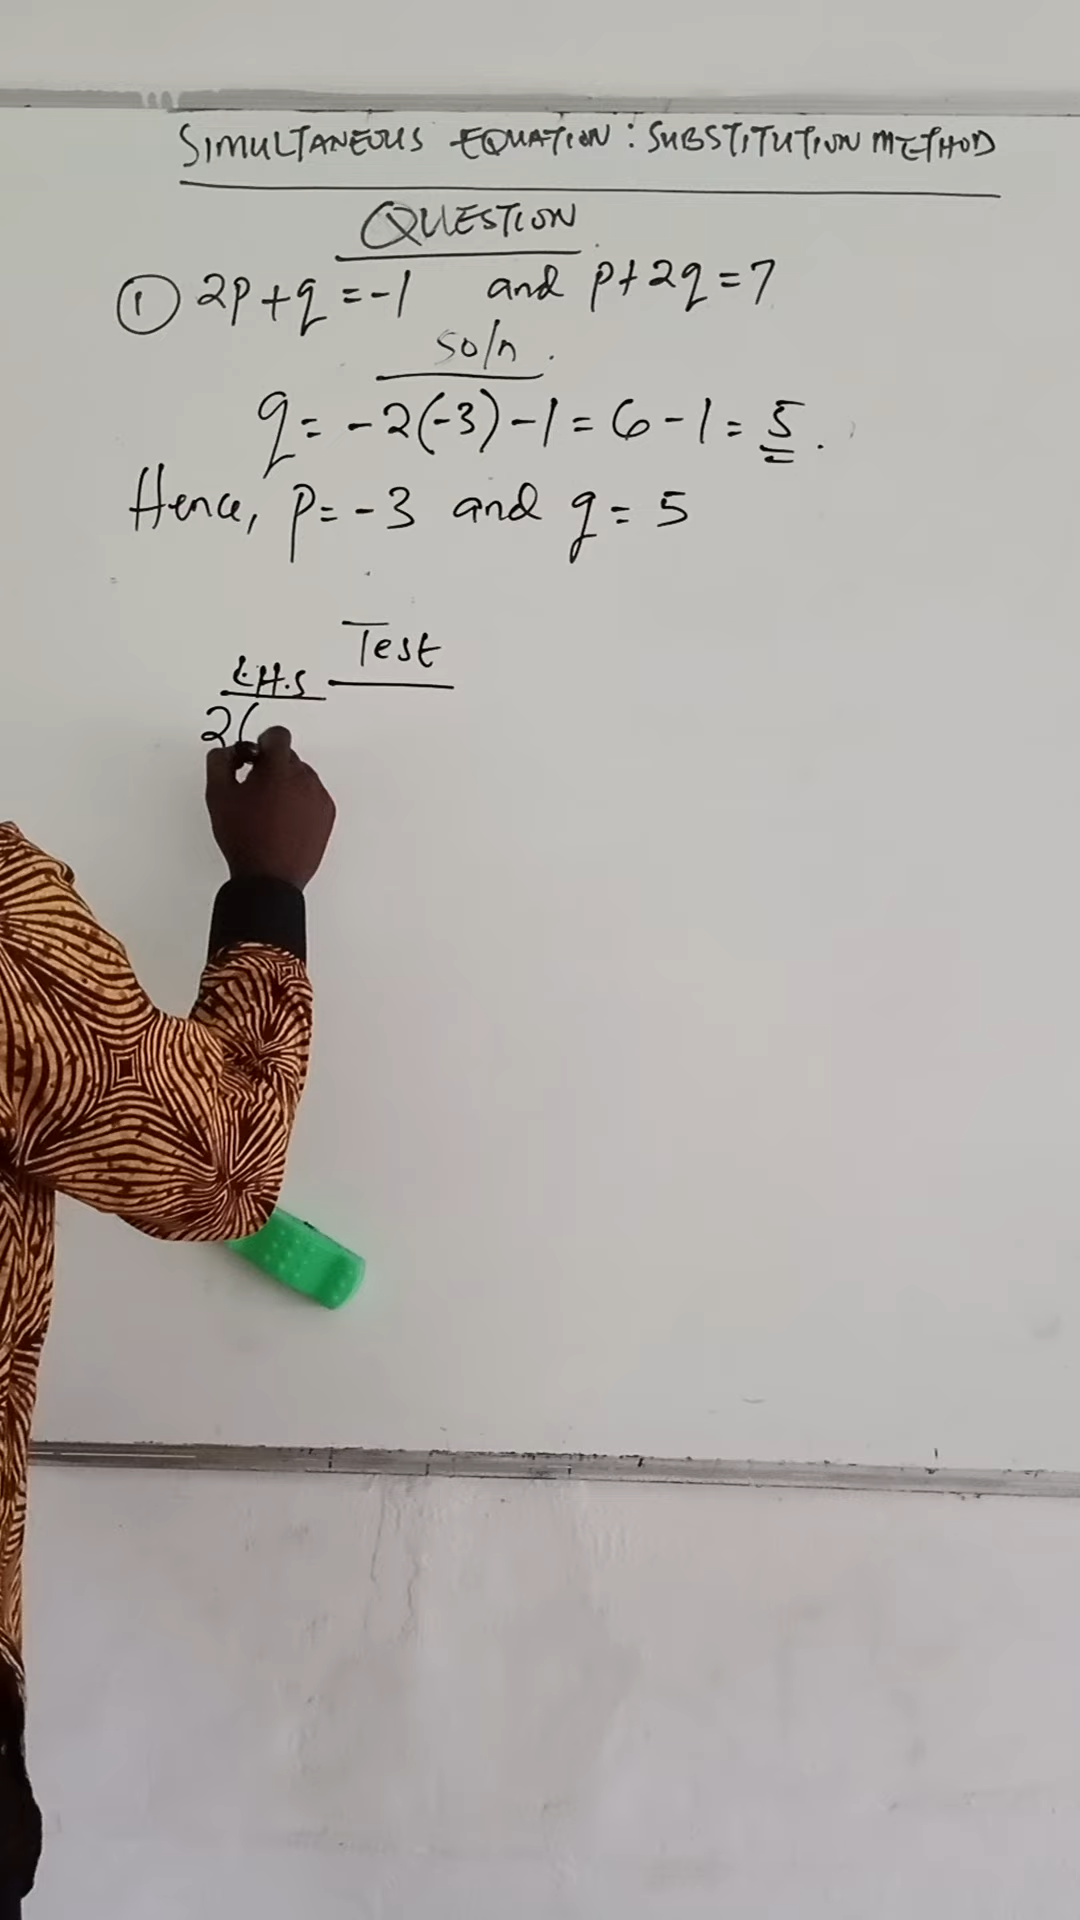 SIMULTANEOUS EQUATION: SUBSTITUTION METHOD
QUESTION
① 2p+q=-1 and p+2q=7
soln.
q=-2(-3)-1=6-1=5.
Hence, p=-3 and q=5
Test
L.H.S
2(